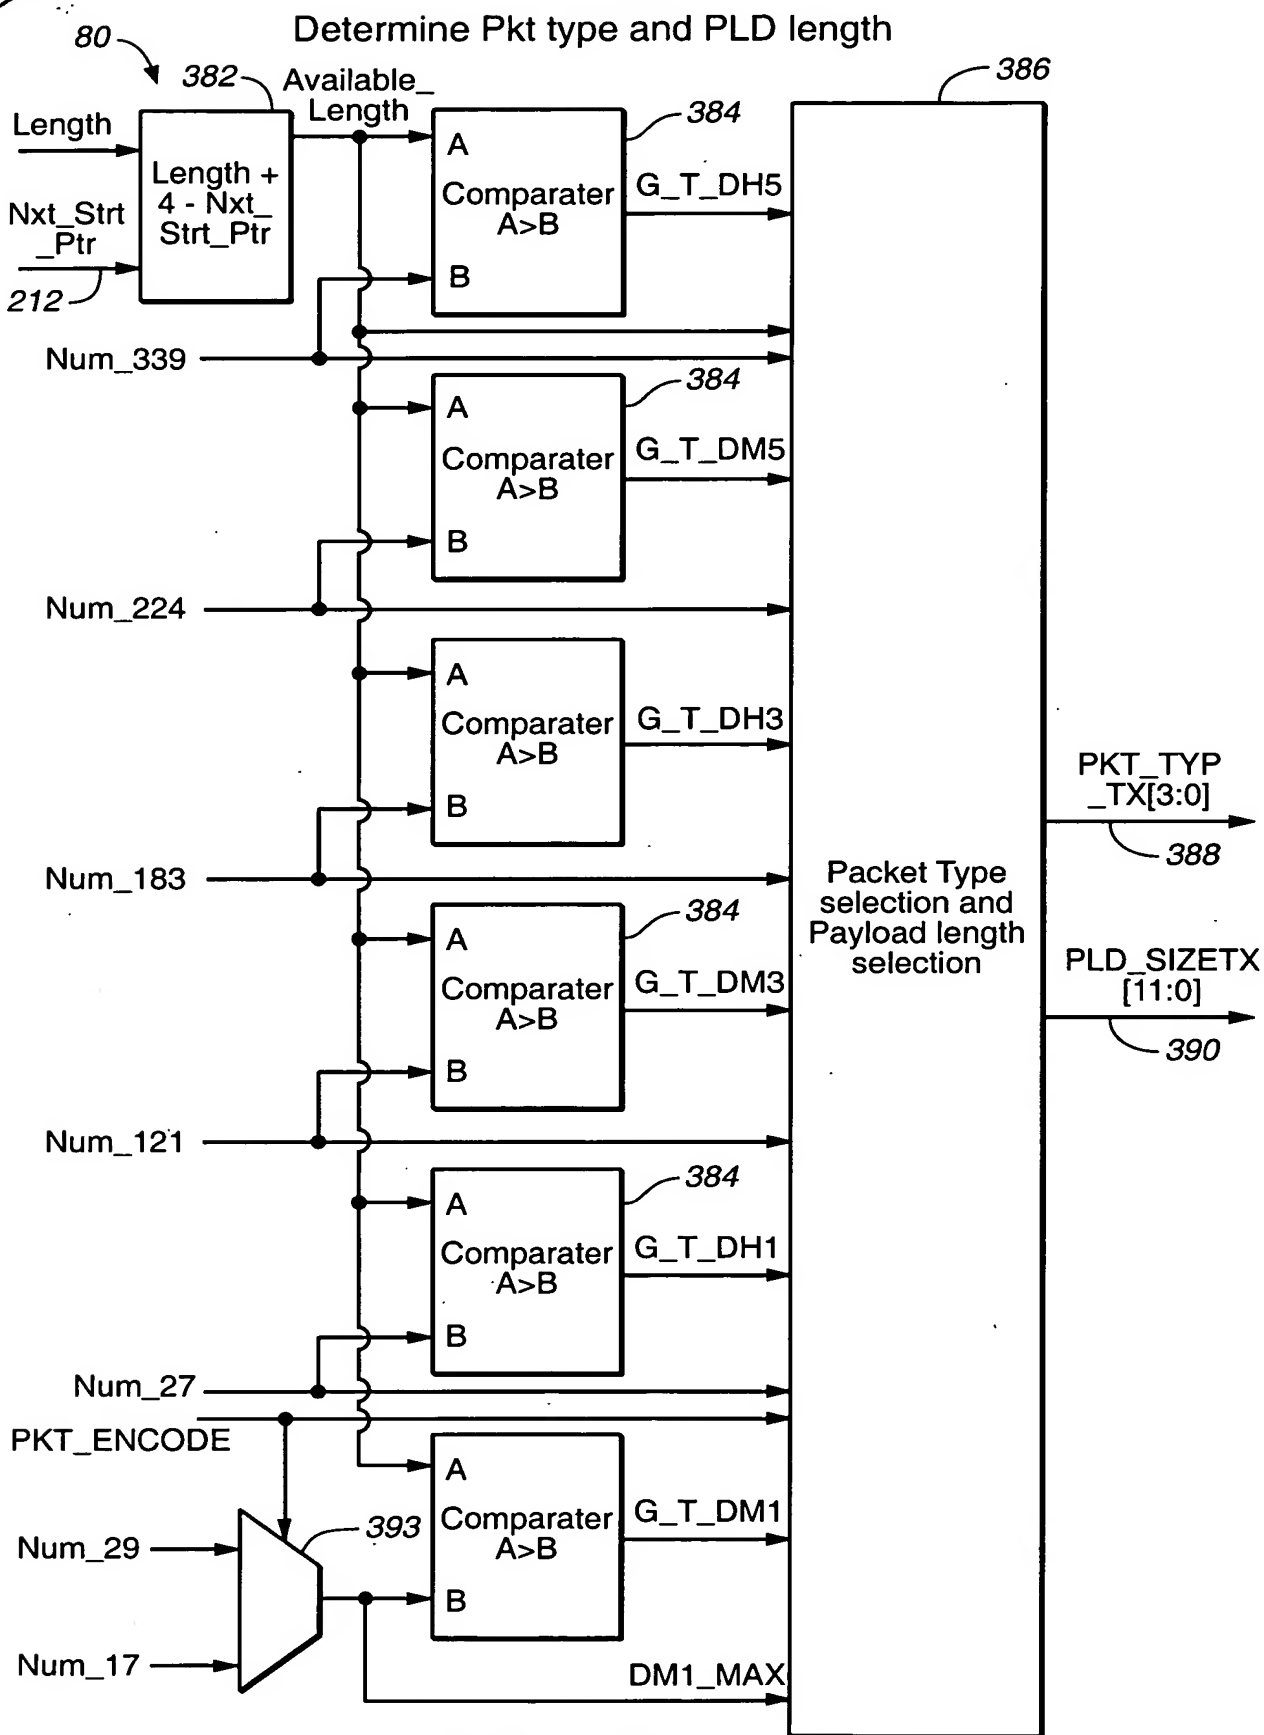 Determine Pkt type and PLD length
80
382
Available_
Length
386
Length
Length +
4 - Nxt_
Strt_Ptr
Nxt_Strt
_Ptr
212
384
A
Comparater
A>B
B
G_T_DH5
Num_339
384
A
Comparater
A>B
B
G_T_DM5
Num_224
A
Comparater
A>B
B
G_T_DH3
Num_183
384
A
Comparater
A>B
B
G_T_DM3
Num_121
384
A
Comparater
A>B
B
G_T_DH1
Num_27
PKT_ENCODE
A
Comparater
A>B
B
G_T_DM1
Num_29
393
Num_17
DM1_MAX
Packet Type
selection and
Payload length
selection
PKT_TYP
_TX[3:0]
388
PLD_SIZETX
[11:0]
390